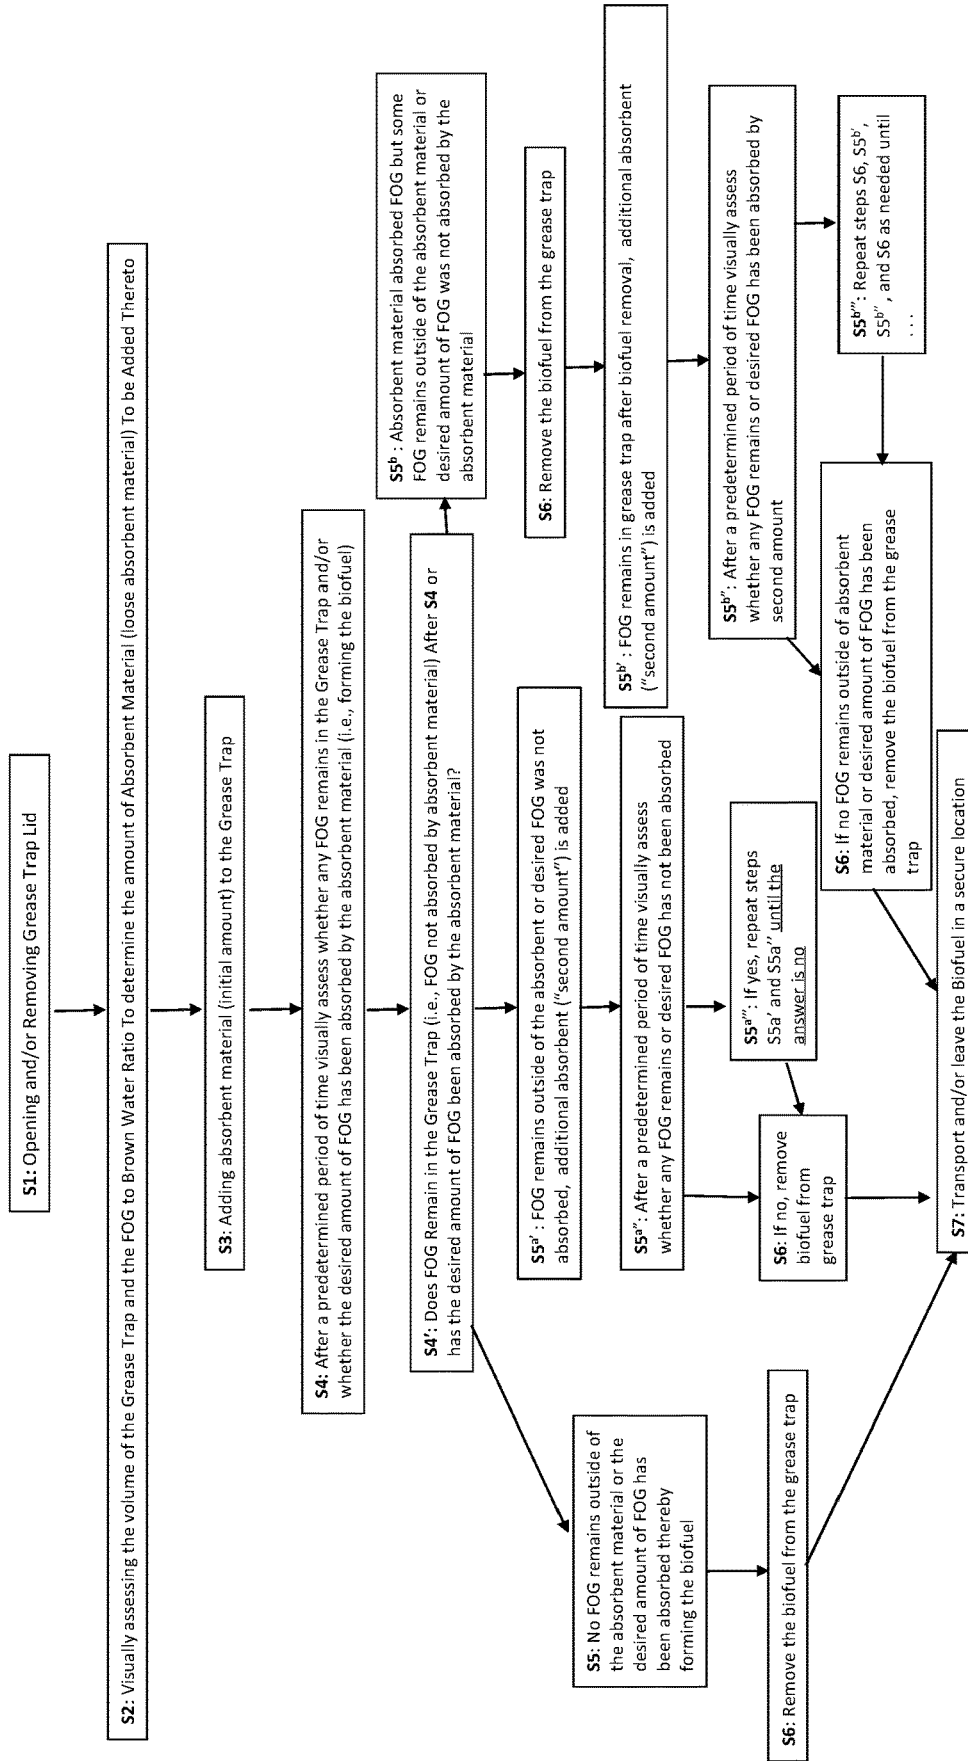 S1: Opening and/or Removing Grease Trap Lid
S2: Visually assessing the volume of the Grease Trap and the FOG to Brown Water Ratio To determine the amount of Absorbent Material (loose absorbent material) To be Added Thereto
S3: Adding absorbent material (initial amount) to the Grease Trap
S4: After a predetermined period of time visually assess whether any FOG remains in the Grease Trap and/or
whether the desired amount of FOG has been absorbed by the absorbent material (i.e., forming the biofuel)
S4': Does FOG Remain in the Grease Trap (i.e., FOG not absorbed by absorbent material) After S4 or
has the desired amount of FOG been absorbed by the absorbent material?
S5: No FOG remains outside of
the absorbent material or the
desired amount of FOG has
been absorbed thereby
forming the biofuel
S6: Remove the biofuel from the grease trap
S5a': FOG remains outside of the absorbent or desired FOG was not
absorbed, additional absorbent ("second amount") is added
S5a'': After a predetermined period of time visually assess
whether any FOG remains or desired FOG has not been absorbed
S5a''': If yes, repeat steps
S5a' and S5a'' until the
answer is no
S6: If no, remove
biofuel from
grease trap
S5b: Absorbent material absorbed FOG but some
FOG remains outside of the absorbent material or
desired amount of FOG was not absorbed by the
absorbent material
S6: Remove the biofuel from the grease trap
S5b': FOG remains in grease trap after biofuel removal, additional absorbent
("second amount") is added
S5b'': After a predetermined period of time visually assess
whether any FOG remains or desired FOG has been absorbed by
second amount
S5b''': Repeat steps S6, S5b',
S5b'', and S6 as needed until
. . .
S6: If no FOG remains outside of absorbent
material or desired amount of FOG has been
absorbed, remove the biofuel from the grease
trap
S7: Transport and/or leave the Biofuel in a secure location